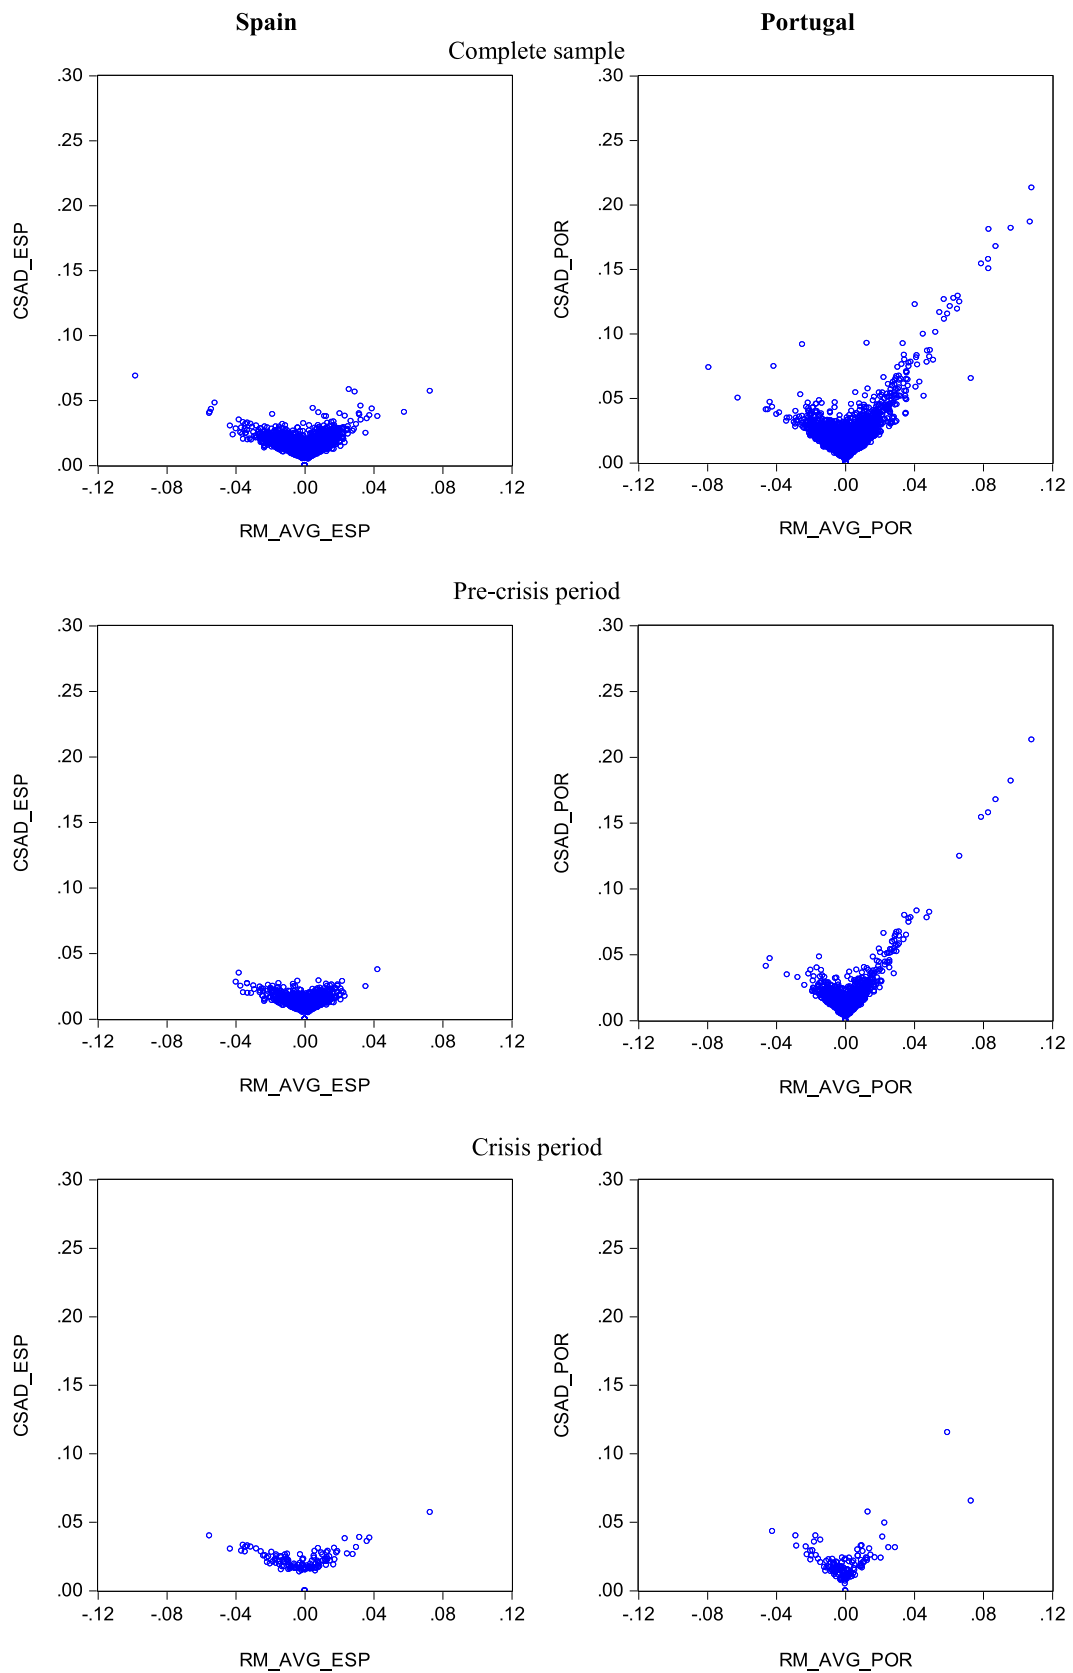 Spain Portugal
Complete sample
.30 .30
.25 .25
.20 .20
CSAD_ESP CSAD_POR
.15 .15
.10 .10
.05 .05
.00 .00
-.12 -.08 -.04 .00 .04 .08 .12 -.12 -.08 -.04 .00 .04 .08 .12
RM_AVG_ESP RM_AVG_POR
Pre-crisis period
.30 .30
.25 .25
.20 .20
CSAD_ESP CSAD_POR
.15 .15
.10 .10
.05 .05
.00 .00
-.12 -.08 -.04 .00 .04 .08 .12 -.12 -.08 -.04 .00 .04 .08 .12
RM_AVG_ESP RM_AVG_POR
Crisis period
.30 .30
.25 .25
.20 .20
CSAD_ESP CSAD_POR
.15 .15
.10 .10
.05 .05
.00 .00
-.12 -.08 -.04 .00 .04 .08 .12 -.12 -.08 -.04 .00 .04 .08 .12
RM_AVG_ESP RM_AVG_POR